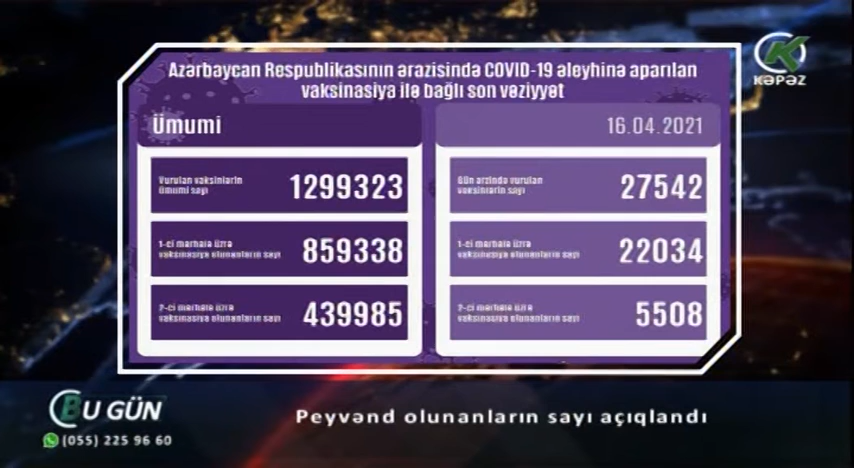 Azərbaycan Respublikasının ərazisində COVID-19 əleyhinə aparılan
vaksinasiya ilə bağlı son vəziyyət
KƏPƏZ
Ümumi
16.04.2021
Vurulan vaksinlərin
ümumi sayı
1299323
Gün ərzində vurulan
vaksinlərin sayı
27542
1-ci mərhələ üzrə
vaksinasiya olunanların sayı
859338
1-ci mərhələ üzrə
vaksinasiya olunanların sayı
22034
2-ci mərhələ üzrə
vaksinasiya olunanların sayı
439985
2-ci mərhələ üzrə
vaksinasiya olunanların sayı
5508
BU GÜN
(055) 225 96 60
Peyvənd olunanların sayı açıqlandı